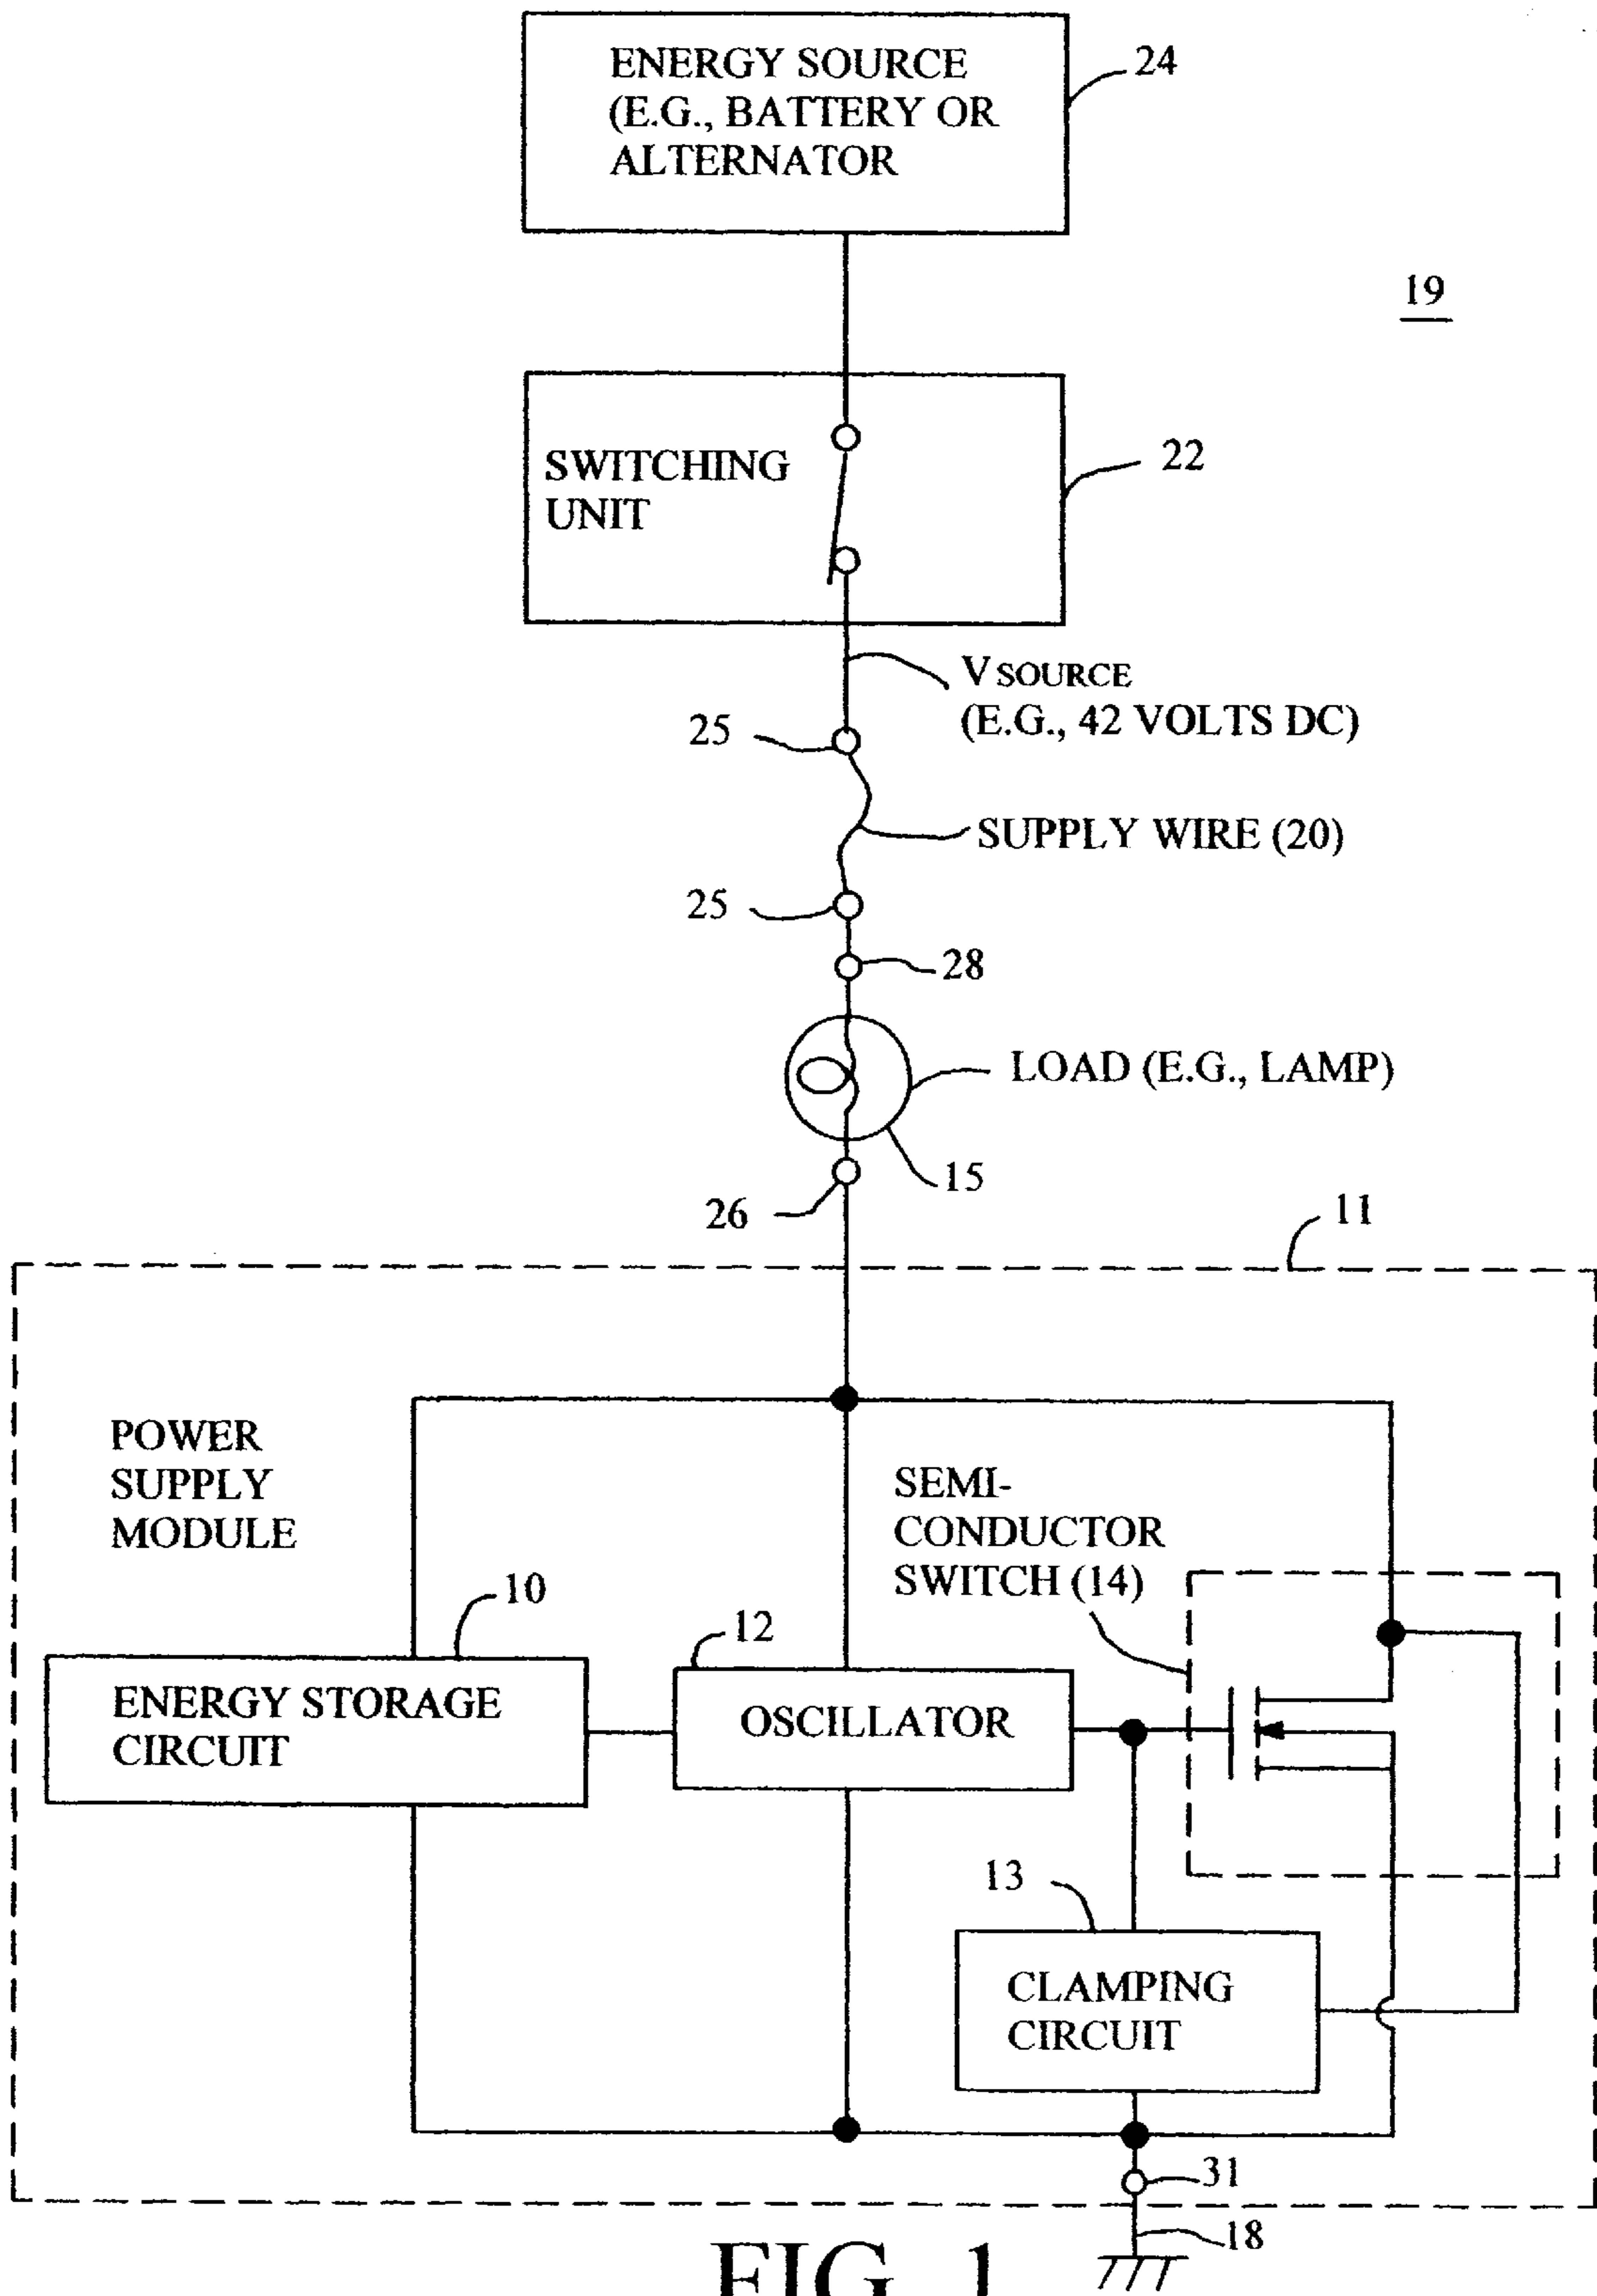 ENERGY SOURCE
(E.G., BATTERY OR
ALTERNATOR
24
19
SWITCHING
UNIT
22
VSOURCE
(E.G., 42 VOLTS DC)
25
SUPPLY WIRE (20)
25
28
LOAD (E.G., LAMP)
15
26
11
POWER
SUPPLY
MODULE
SEMI-
CONDUCTOR
SWITCH (14)
10
12
ENERGY STORAGE
CIRCUIT
OSCILLATOR
13
CLAMPING
CIRCUIT
31
18
FIG. 1